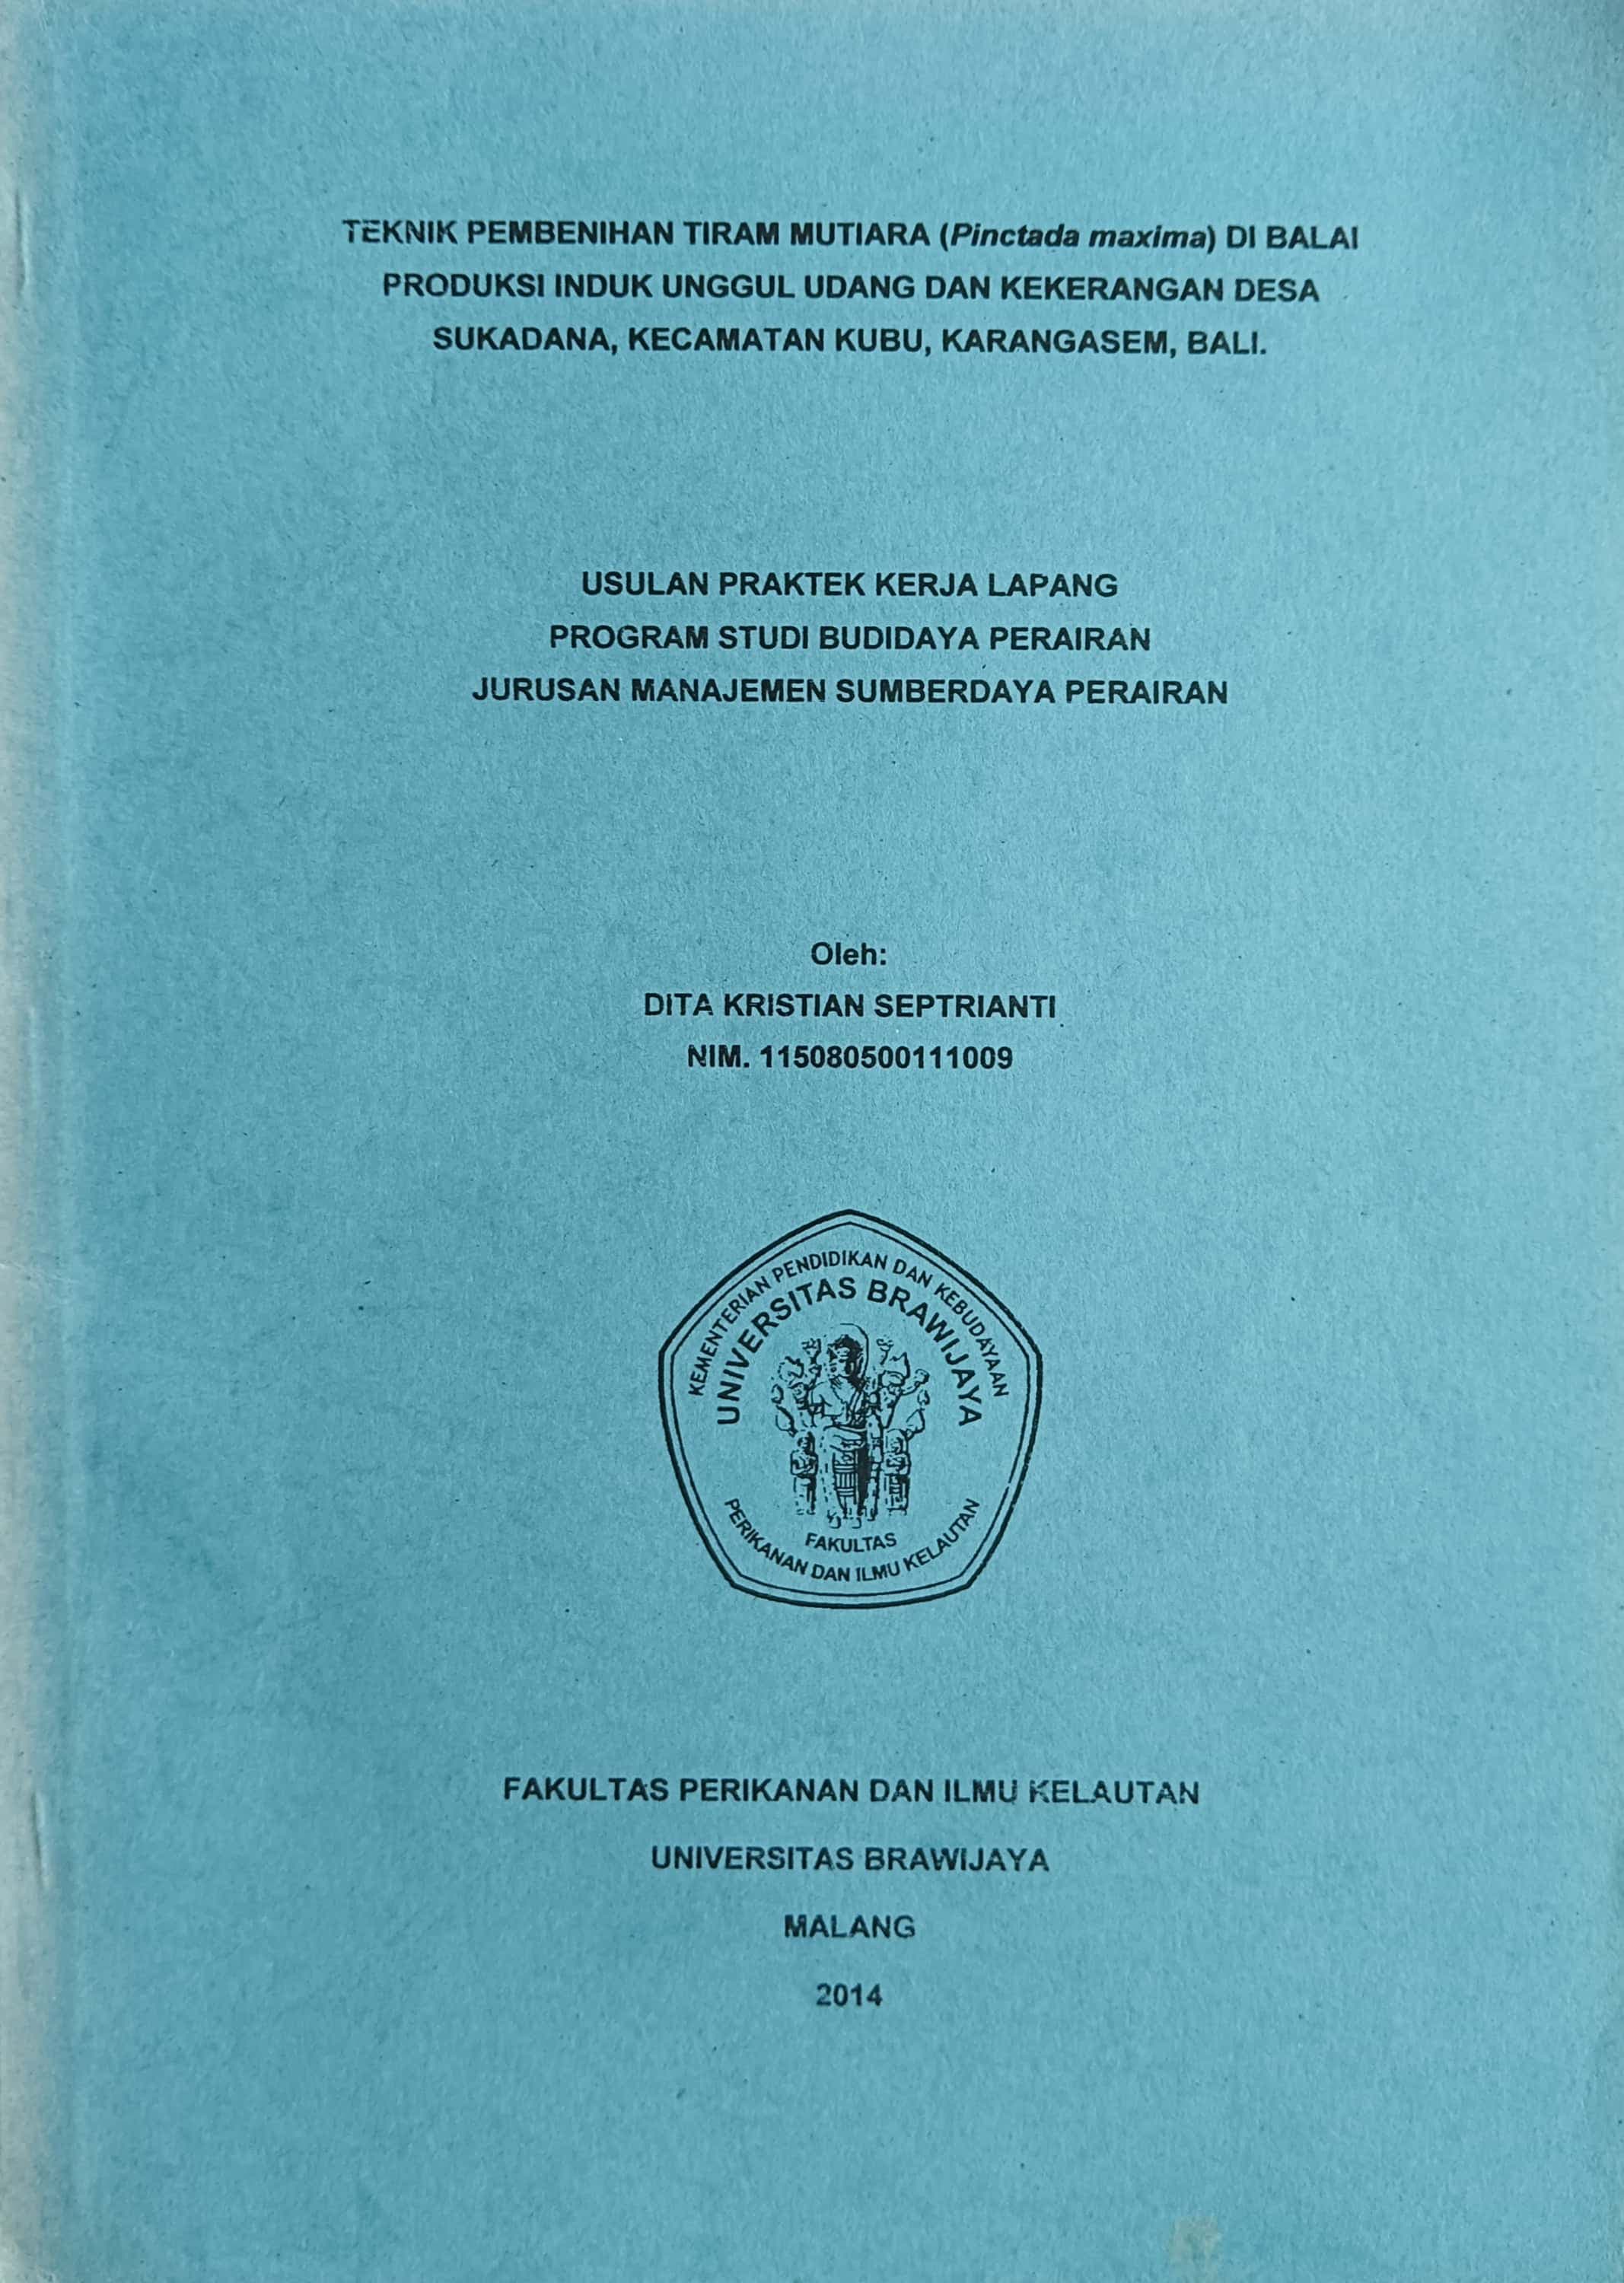 TEKNIK PEMBENIHAN TIRAM MUTIARA (Pinctada maxima) DI BALAI
PRODUKSI INDUK UNGGUL UDANG DAN KEKERANGAN DESA
SUKADANA, KECAMATAN KUBU, KARANGASEM, BALI.
USULAN PRAKTEK KERJA LAPANG
PROGRAM STUDI BUDIDAYA PERAIRAN
JURUSAN MANAJEMEN SUMBERDAYA PERAIRAN
Oleh:
DITA KRISTIAN SEPTRIANTI
NIM. 115080500111009
KEMENTERIAN PENDIDIKAN DAN KEBUDAYAAN
UNIVERSITAS BRAWIJAYA
FAKULTAS
PERIKANAN DAN ILMU KELAUTAN
FAKULTAS PERIKANAN DAN ILMU KELAUTAN
UNIVERSITAS BRAWIJAYA
MALANG
2014